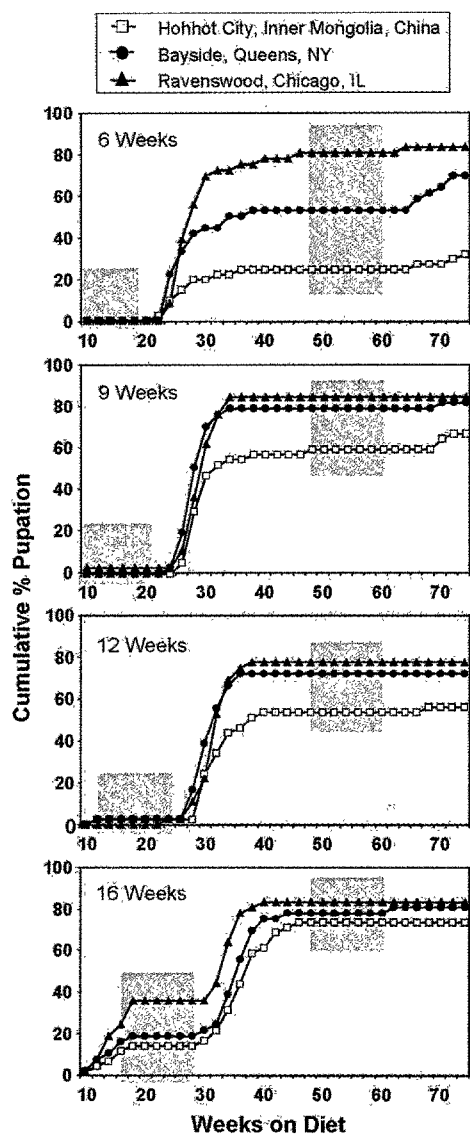 Hohhot City, Inner Mongolia, China
Bayside, Queens, NY
Ravenswood, Chicago, IL
Cumulative % Pupation
6 Weeks
100
80
60
40
20
0
10 20 30 40 50 60 70
9 Weeks
100
80
60
40
20
0
10 20 30 40 50 60 70
12 Weeks
100
80
60
40
20
0
10 20 30 40 50 60 70
16 Weeks
100
80
60
40
20
0
10 20 30 40 50 60 70
Weeks on Diet